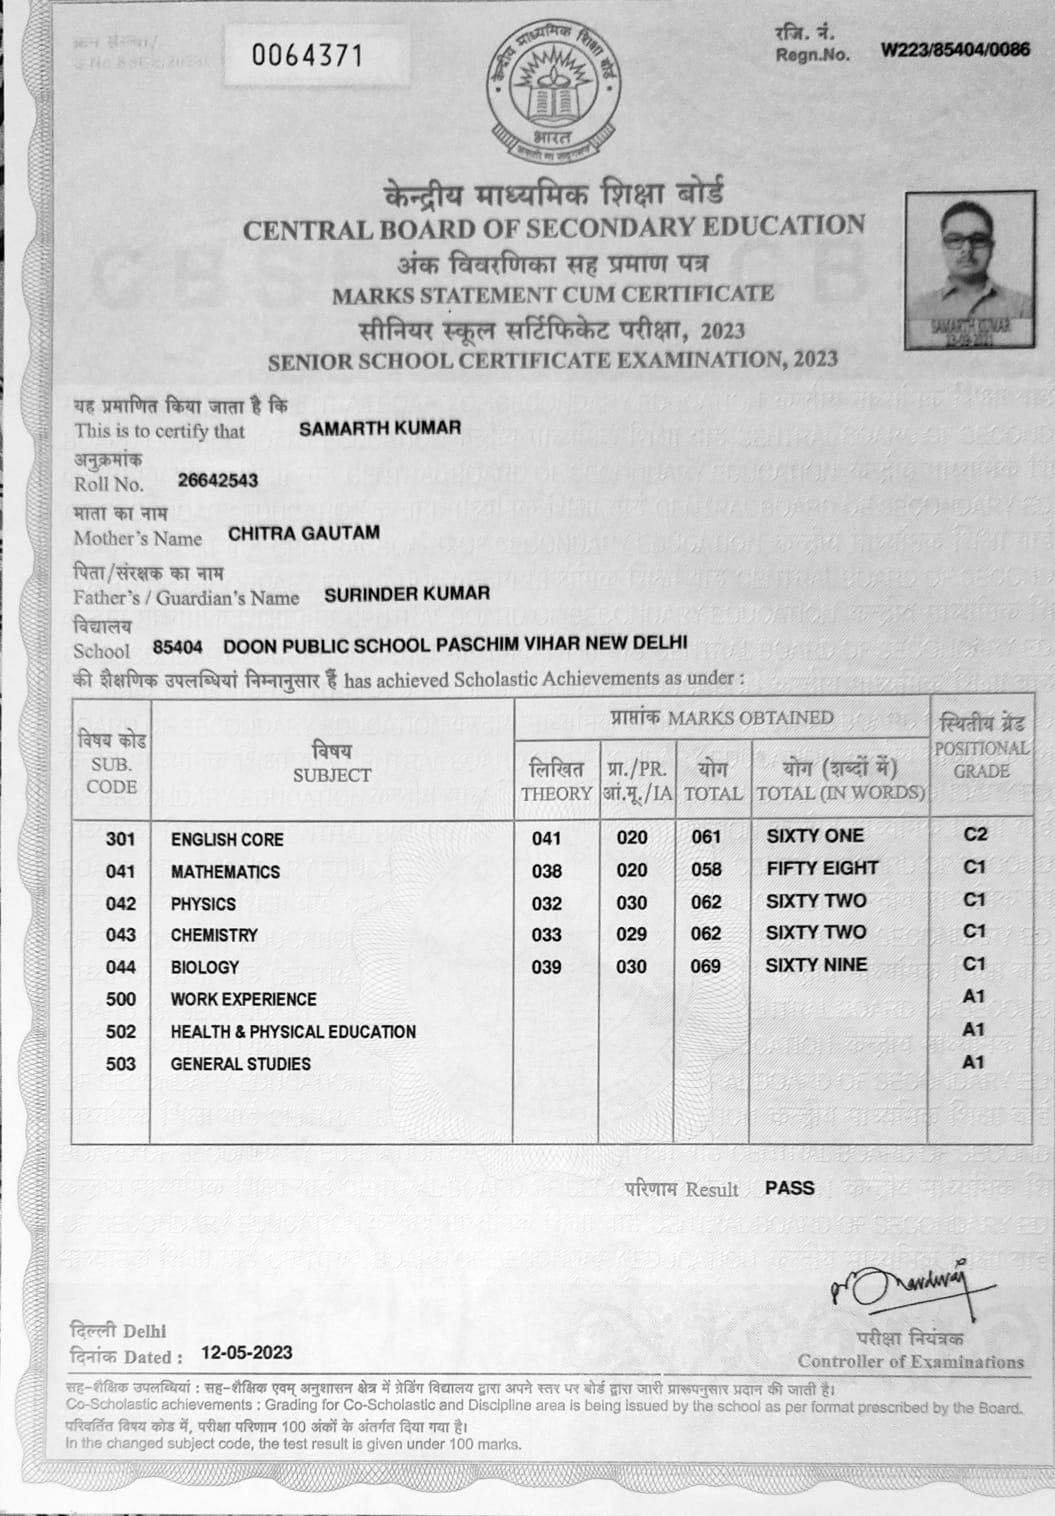 0064371
रजि. नं.
Regn.No. W223/85404/0086
केन्द्रीय माध्यमिक शिक्षा बोर्ड
भारत
केन्द्रीय माध्यमिक शिक्षा बोर्ड
CENTRAL BOARD OF SECONDARY EDUCATION
अंक विवरणिका सह प्रमाण पत्र
MARKS STATEMENT CUM CERTIFICATE
सीनियर स्कूल सर्टिफिकेट परीक्षा, 2023
SENIOR SCHOOL CERTIFICATE EXAMINATION, 2023
SAMARTH KUMAR
यह प्रमाणित किया जाता है कि
This is to certify that SAMARTH KUMAR
अनुक्रमांक
Roll No. 26642543
माता का नाम
Mother's Name CHITRA GAUTAM
पिता/संरक्षक का नाम
Father's / Guardian's Name SURINDER KUMAR
विद्यालय
School 85404 DOON PUBLIC SCHOOL PASCHIM VIHAR NEW DELHI
की शैक्षणिक उपलब्धियां निम्नानुसार हैं has achieved Scholastic Achievements as under :
विषय कोड
SUB.
CODE
विषय
SUBJECT
प्राप्तांक MARKS OBTAINED
लिखित
THEORY
प्रा./PR.
आं.मू./IA
योग
TOTAL
योग (शब्दों में)
TOTAL (IN WORDS)
स्थितीय ग्रेड
POSITIONAL
GRADE
301 ENGLISH CORE 041 020 061 SIXTY ONE C2
041 MATHEMATICS 038 020 058 FIFTY EIGHT C1
042 PHYSICS 032 030 062 SIXTY TWO C1
043 CHEMISTRY 033 029 062 SIXTY TWO C1
044 BIOLOGY 039 030 069 SIXTY NINE C1
500 WORK EXPERIENCE A1
502 HEALTH & PHYSICAL EDUCATION A1
503 GENERAL STUDIES A1
परिणाम Result PASS
दिल्ली Delhi
दिनांक Dated : 12-05-2023
परीक्षा नियंत्रक
Controller of Examinations
सह-शैक्षिक उपलब्धियां : सह-शैक्षिक एवम् अनुशासन क्षेत्र में ग्रेडिंग विद्यालय द्वारा अपने स्तर पर बोर्ड द्वारा जारी प्रारूपनुसार प्रदान की जाती है।
Co-Scholastic achievements : Grading for Co-Scholastic and Discipline area is being issued by the school as per format prescribed by the Board.
परिवर्तित विषय कोड में, परीक्षा परिणाम 100 अंकों के अंतर्गत दिया गया है।
In the changed subject code, the test result is given under 100 marks.